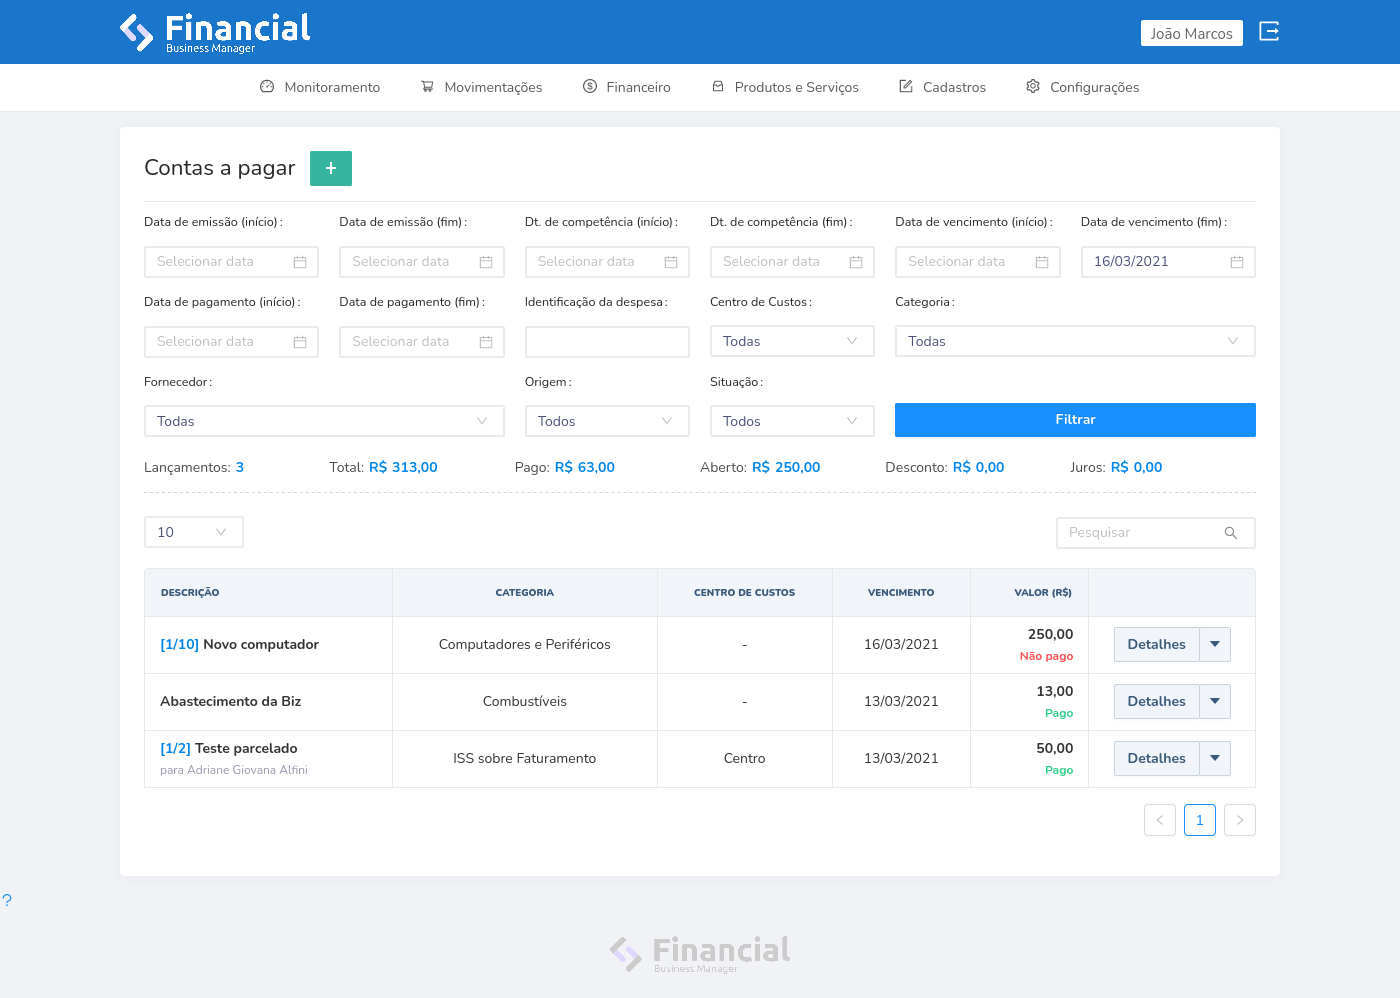 Financial
Business Manager
João Marcos
Monitoramento Movimentações Financeiro Produtos e Serviços Cadastros Configurações
Contas a pagar +
Data de emissão (início): Data de emissão (fim): Dt. de competência (início): Dt. de competência (fim): Data de vencimento (início): Data de vencimento (fim):
Selecionar data Selecionar data Selecionar data Selecionar data Selecionar data 16/03/2021
Data de pagamento (início): Data de pagamento (fim): Identificação da despesa: Centro de Custos: Categoria:
Selecionar data Selecionar data Todas Todas
Fornecedor: Origem: Situação:
Todas Todos Todos Filtrar
Lançamentos: 3 Total: R$ 313,00 Pago: R$ 63,00 Aberto: R$ 250,00 Desconto: R$ 0,00 Juros: R$ 0,00
10 Pesquisar
DESCRIÇÃO CATEGORIA CENTRO DE CUSTOS VENCIMENTO VALOR (R$)
[1/10] Novo computador Computadores e Periféricos - 16/03/2021 250,00 Detalhes
Não pago
Abastecimento da Biz Combustíveis - 13/03/2021 13,00 Detalhes
Pago
[1/2] Teste parcelado ISS sobre Faturamento Centro 13/03/2021 50,00 Detalhes
para Adriane Giovana Alfini Pago
< 1 >
?
Financial
Business Manager